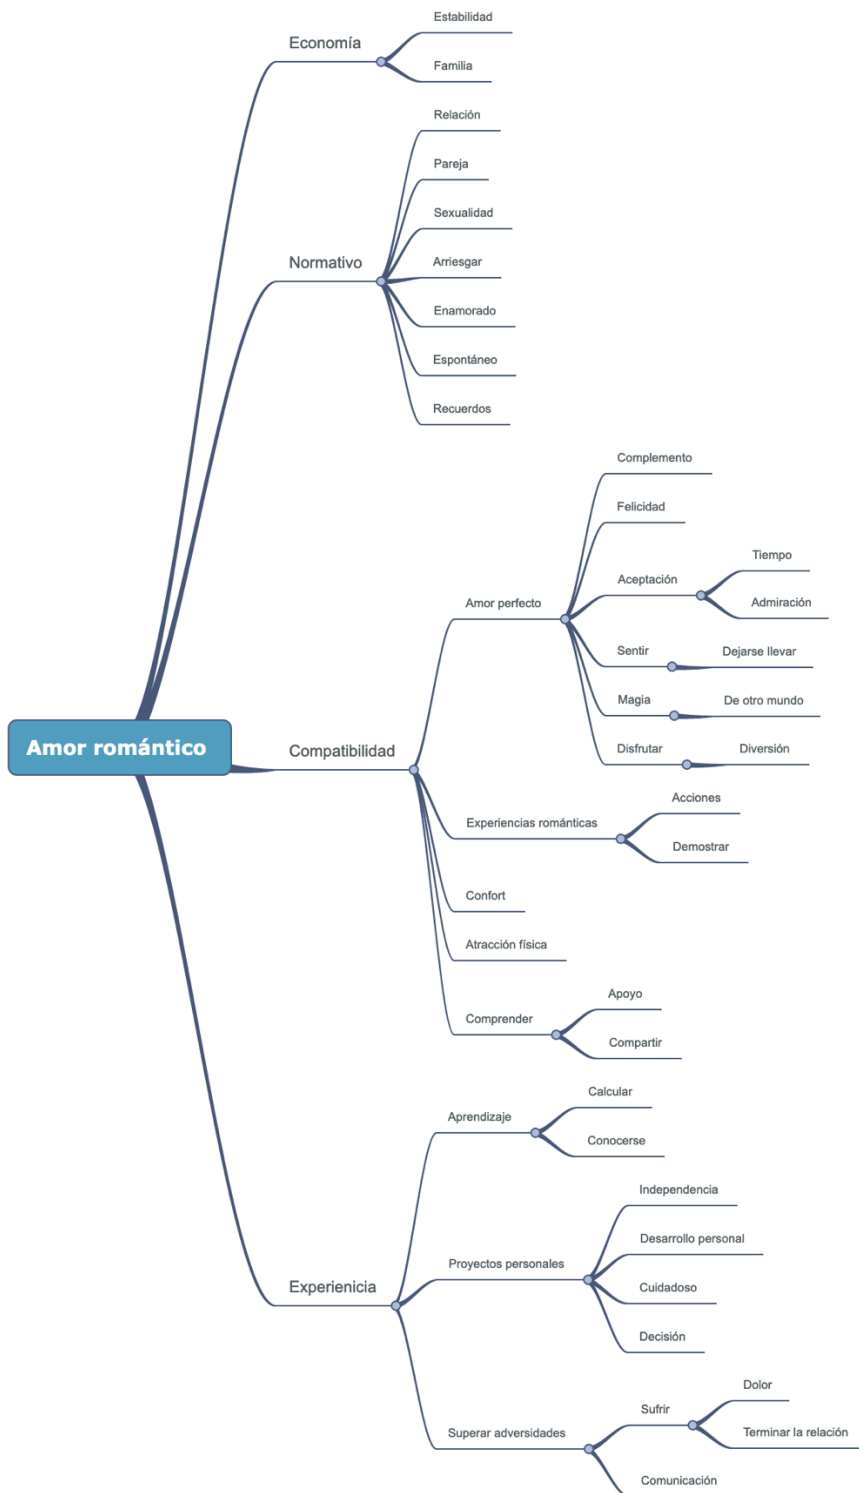 Amor romántico
Economía
Estabilidad
Familia
Normativo
Relación
Pareja
Sexualidad
Arriesgar
Enamorado
Espontáneo
Recuerdos
Compatibilidad
Amor perfecto
Complemento
Felicidad
Aceptación
Tiempo
Admiración
Sentir
Dejarse llevar
Magia
De otro mundo
Disfrutar
Diversión
Experiencias románticas
Acciones
Demostrar
Confort
Atracción física
Comprender
Apoyo
Compartir
Experienicia
Aprendizaje
Calcular
Conocerse
Proyectos personales
Independencia
Desarrollo personal
Cuidadoso
Decisión
Superar adversidades
Sufrir
Dolor
Terminar la relación
Comunicación